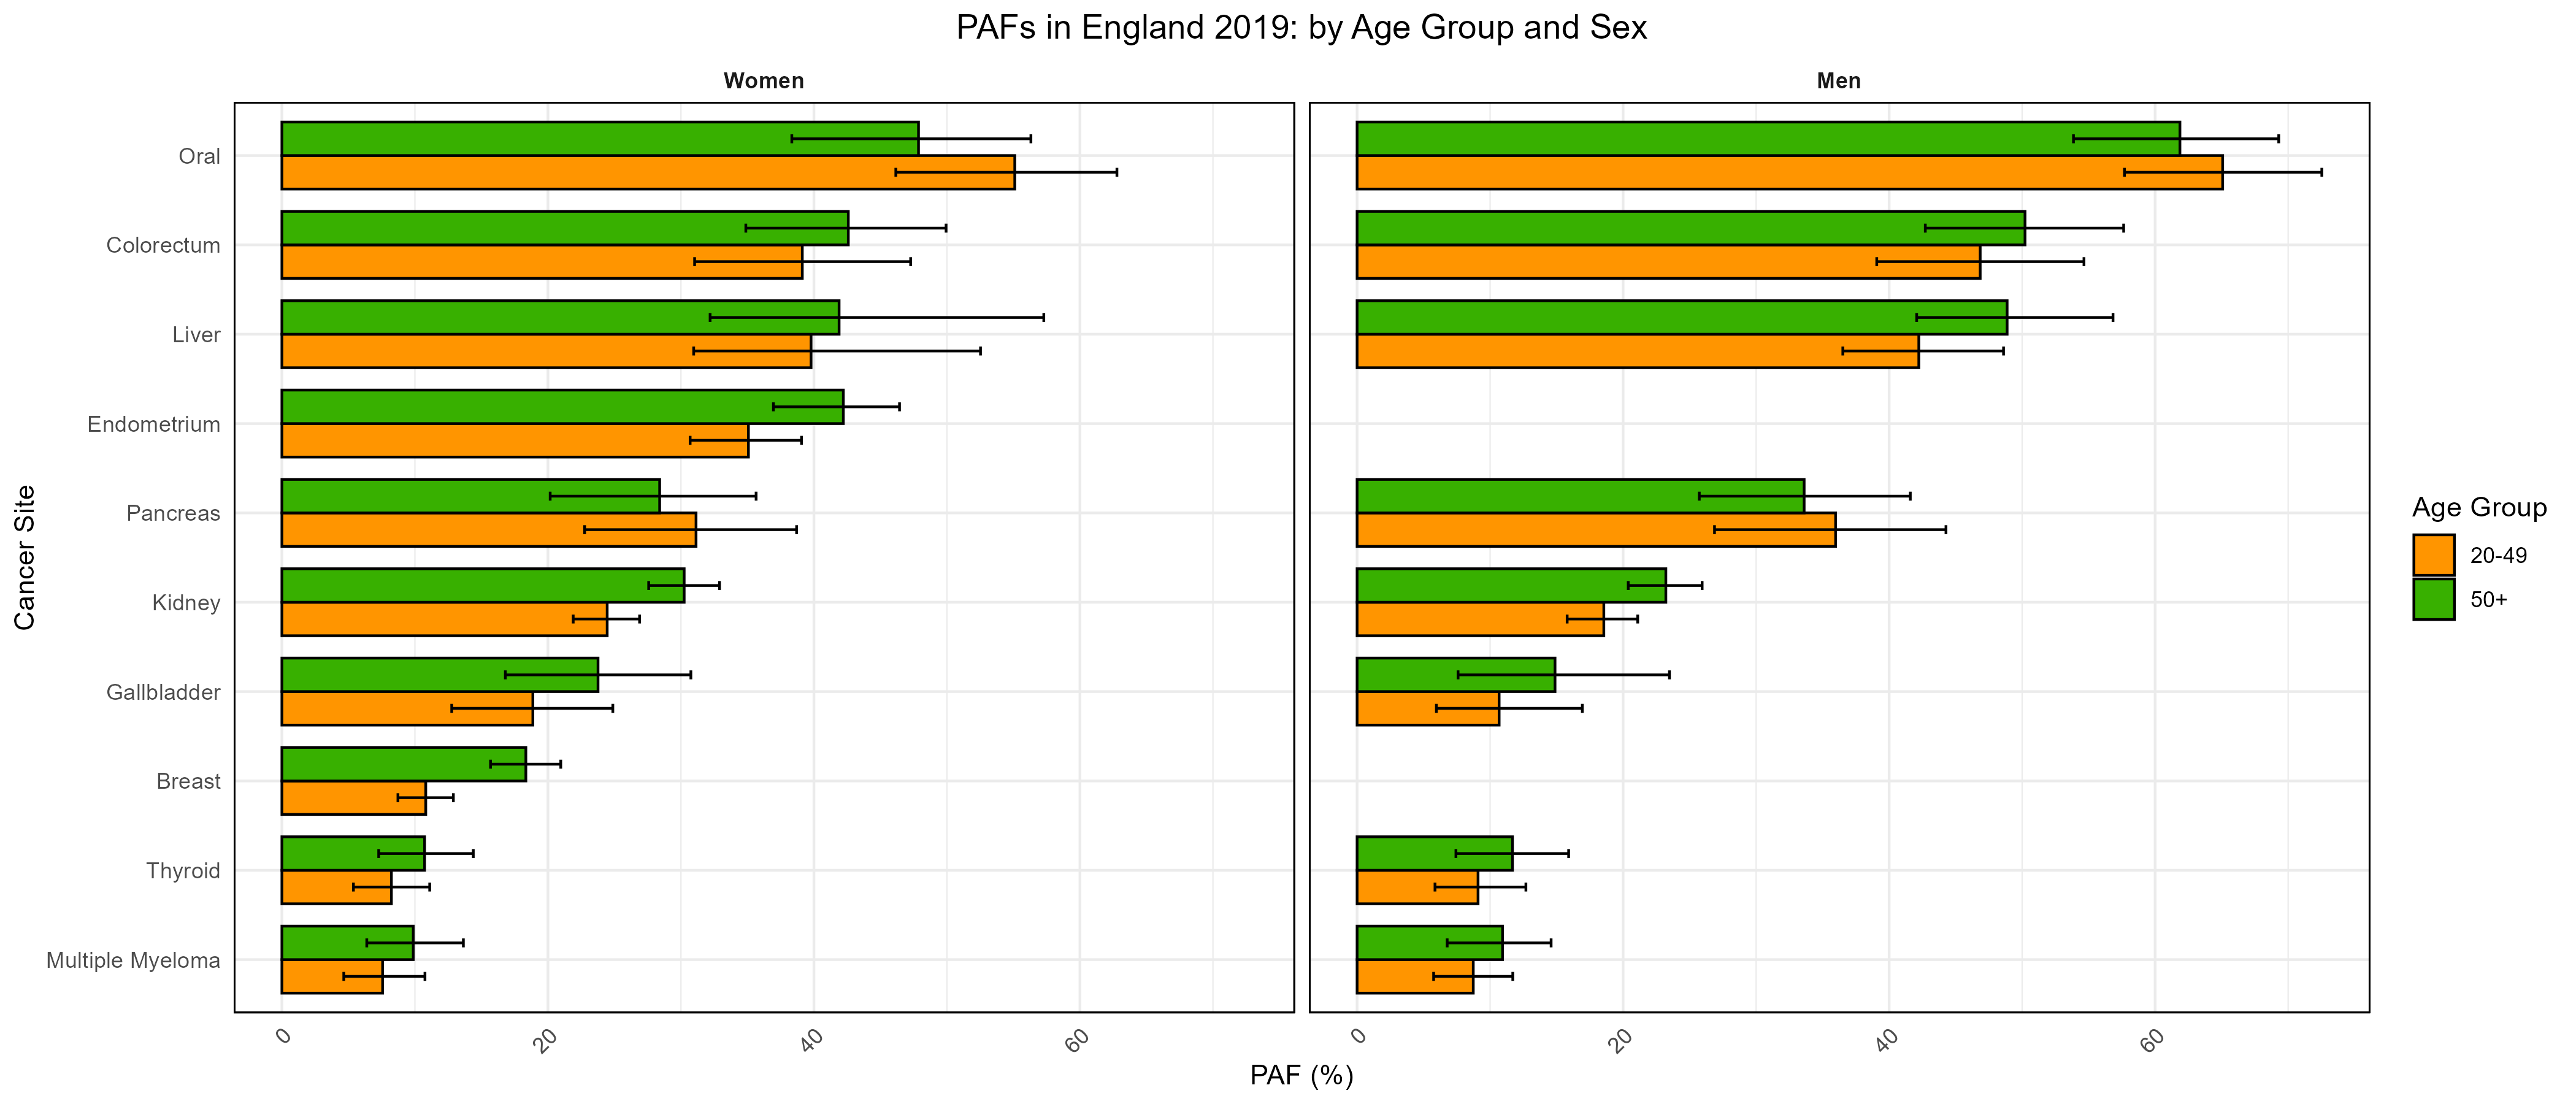 PAFs in England 2019: by Age Group and Sex
Women
Men
Cancer Site
Oral
Colorectum
Liver
Endometrium
Pancreas
Kidney
Gallbladder
Breast
Thyroid
Multiple Myeloma
0
20
40
60
0
20
40
60
PAF (%)
Age Group
20-49
50+